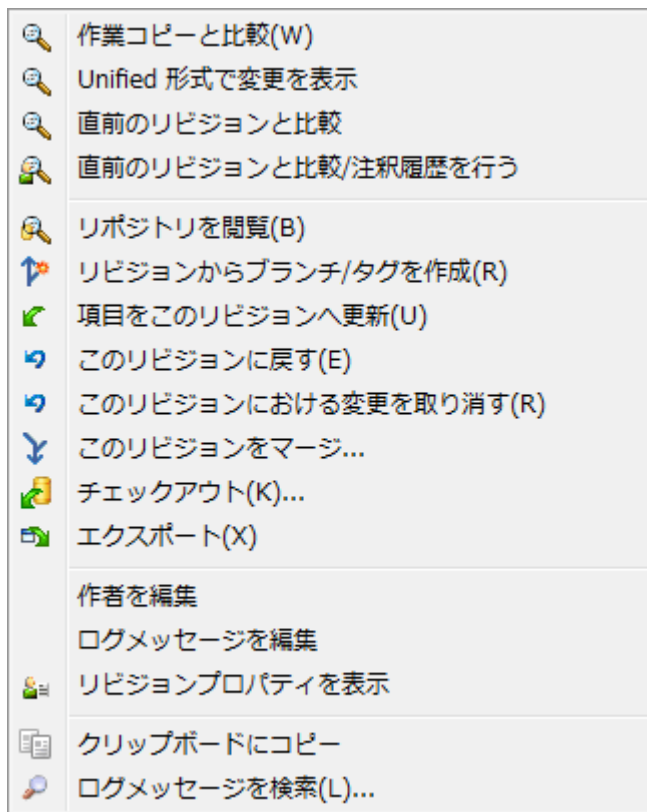 作業コピーと比較(W)
Unified 形式で変更を表示
直前のリビジョンと比較
直前のリビジョンと比較/注釈履歴を行う
リポジトリを閲覧(B)
リビジョンからブランチ/タグを作成(R)
項目をこのリビジョンへ更新(U)
このリビジョンに戻す(E)
このリビジョンにおける変更を取り消す(R)
このリビジョンをマージ...
チェックアウト(K)...
エクスポート(X)
作者を編集
ログメッセージを編集
リビジョンプロパティを表示
クリップボードにコピー
ログメッセージを検索(L)...